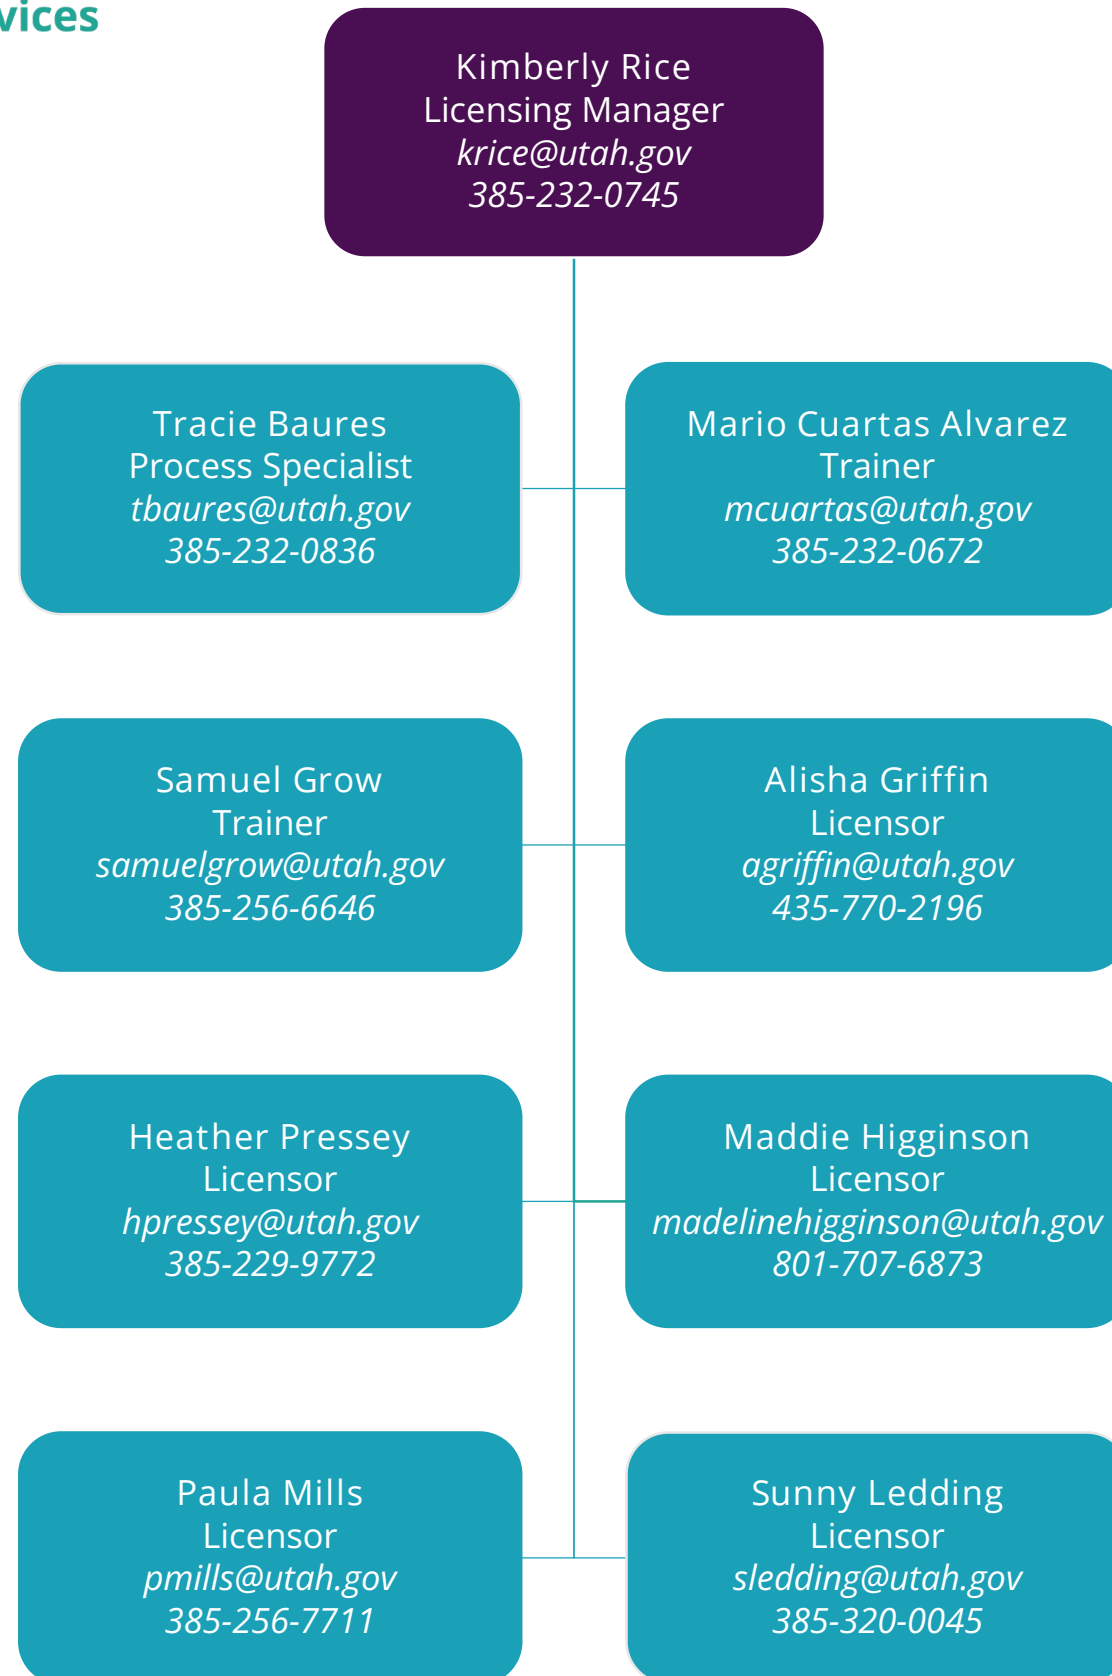 vices
Kimberly Rice
Licensing Manager
krice@utah.gov
385-232-0745
Tracie Baures
Process Specialist
tbaures@utah.gov
385-232-0836
Mario Cuartas Alvarez
Trainer
mcuartas@utah.gov
385-232-0672
Samuel Grow
Trainer
samuelgrow@utah.gov
385-256-6646
Alisha Griffin
Licensor
agriffin@utah.gov
435-770-2196
Heather Pressey
Licensor
hpressey@utah.gov
385-229-9772
Maddie Higginson
Licensor
madelinehigginson@utah.gov
801-707-6873
Paula Mills
Licensor
pmills@utah.gov
385-256-7711
Sunny Ledding
Licensor
sledding@utah.gov
385-320-0045